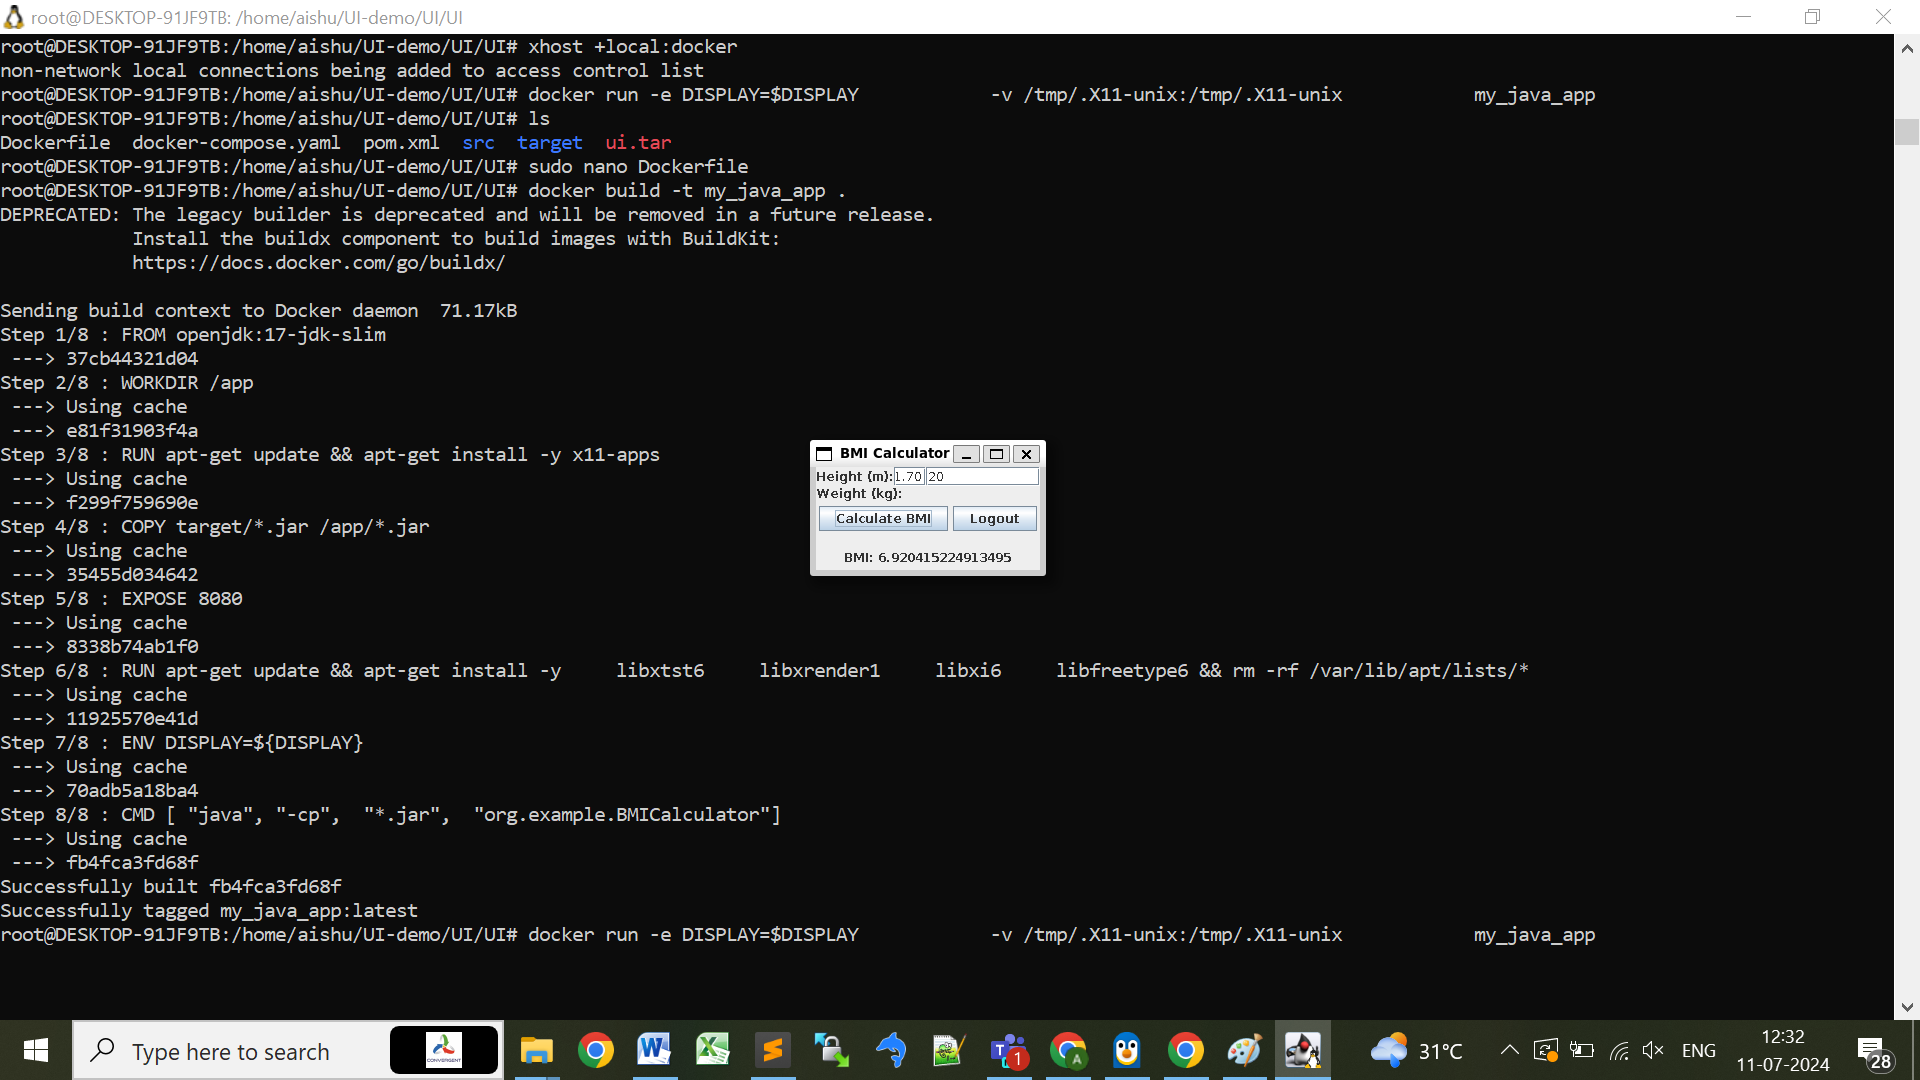 root@DESKTOP-91JF9TB: /home/aishu/UI-demo/UI/UI
root@DESKTOP-91JF9TB:/home/aishu/UI-demo/UI/UI# xhost +local:docker
non-network local connections being added to access control list
root@DESKTOP-91JF9TB:/home/aishu/UI-demo/UI/UI# docker run -e DISPLAY=$DISPLAY            -v /tmp/.X11-unix:/tmp/.X11-unix            my_java_app
root@DESKTOP-91JF9TB:/home/aishu/UI-demo/UI/UI# ls
Dockerfile  docker-compose.yaml  pom.xml  src  target  ui.tar
root@DESKTOP-91JF9TB:/home/aishu/UI-demo/UI/UI# sudo nano Dockerfile
root@DESKTOP-91JF9TB:/home/aishu/UI-demo/UI/UI# docker build -t my_java_app .
DEPRECATED: The legacy builder is deprecated and will be removed in a future release.
            Install the buildx component to build images with BuildKit:
            https://docs.docker.com/go/buildx/
Sending build context to Docker daemon  71.17kB
Step 1/8 : FROM openjdk:17-jdk-slim
 ---> 37cb44321d04
Step 2/8 : WORKDIR /app
 ---> Using cache
 ---> e81f31903f4a
Step 3/8 : RUN apt-get update && apt-get install -y x11-apps
 ---> Using cache
 ---> f299f759690e
Step 4/8 : COPY target/*.jar /app/*.jar
 ---> Using cache
 ---> 35455d034642
Step 5/8 : EXPOSE 8080
 ---> Using cache
 ---> 8338b74ab1f0
Step 6/8 : RUN apt-get update && apt-get install -y     libxtst6     libxrender1     libxi6     libfreetype6 && rm -rf /var/lib/apt/lists/*
 ---> Using cache
 ---> 11925570e41d
Step 7/8 : ENV DISPLAY=${DISPLAY}
 ---> Using cache
 ---> 70adb5a18ba4
Step 8/8 : CMD [ "java", "-cp",  "*.jar",  "org.example.BMICalculator"]
 ---> Using cache
 ---> fb4fca3fd68f
Successfully built fb4fca3fd68f
Successfully tagged my_java_app:latest
root@DESKTOP-91JF9TB:/home/aishu/UI-demo/UI/UI# docker run -e DISPLAY=$DISPLAY            -v /tmp/.X11-unix:/tmp/.X11-unix            my_java_app
BMI Calculator
Height (m): 1.70 20
Weight (kg):
Calculate BMI Logout
BMI: 6.920415224913495
Type here to search
CONVERGENT
1
A
31°C
ENG
12:32
11-07-2024
28